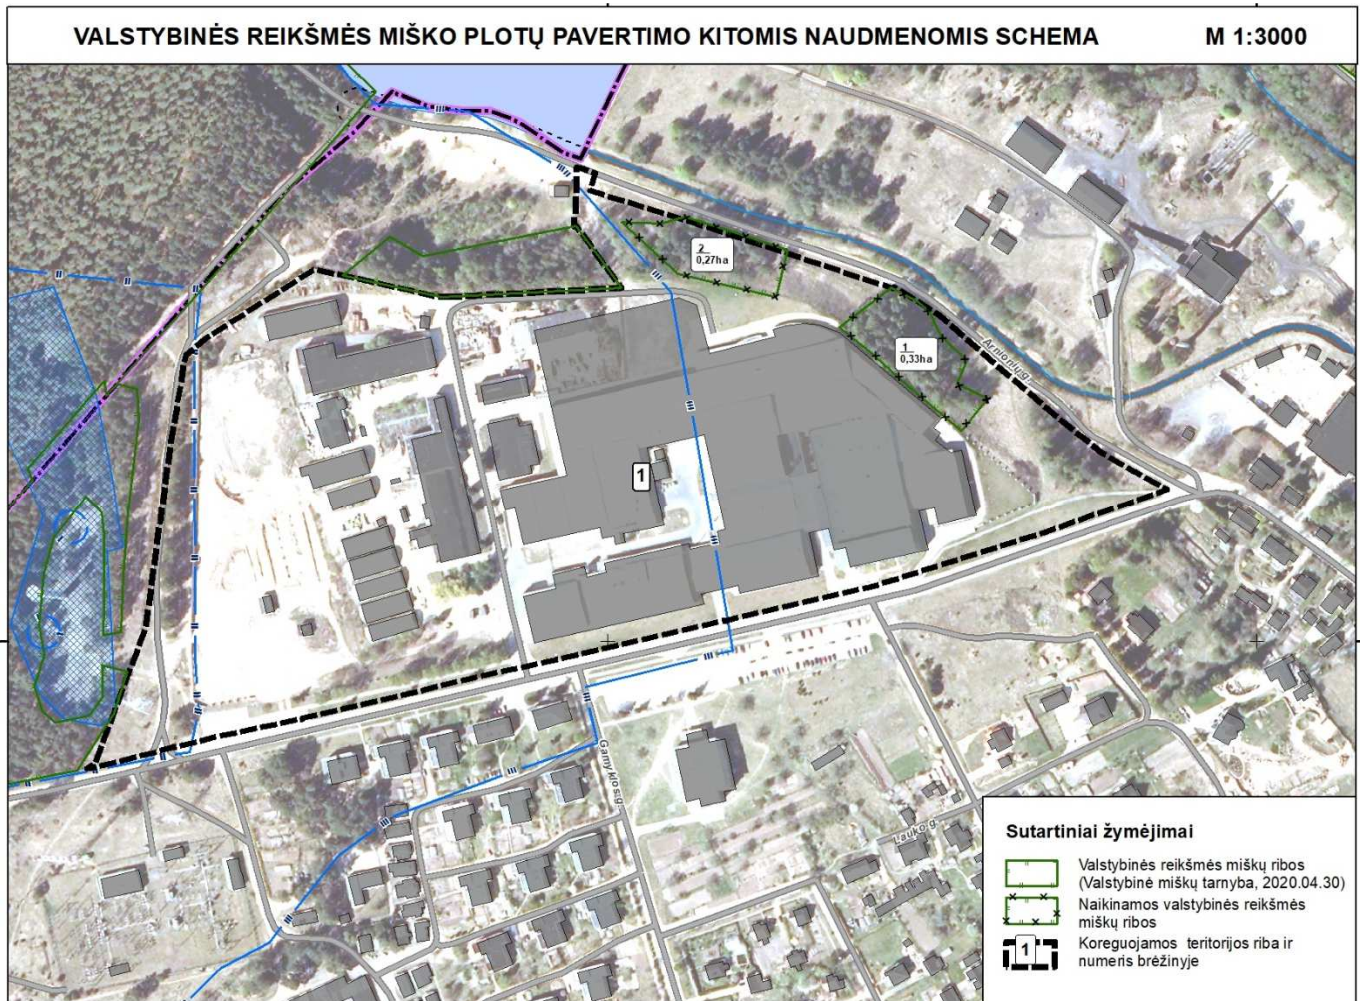 VALSTYBINĖS REIKŠMĖS MIŠKO PLOTŲ PAVERTIMO KITOMIS NAUDMENOMIS SCHEMA M 1:3000
2
0,27ha
1
0,33ha
Arnionių g.
1
Gamyklos g.
Lauko g.
Sutartiniai žymėjimai
Valstybinės reikšmės miškų ribos
(Valstybinė miškų tarnyba, 2020.04.30)
Naikinamos valstybinės reikšmės
miškų ribos
1
Koreguojamos teritorijos riba ir
numeris brėžinyje